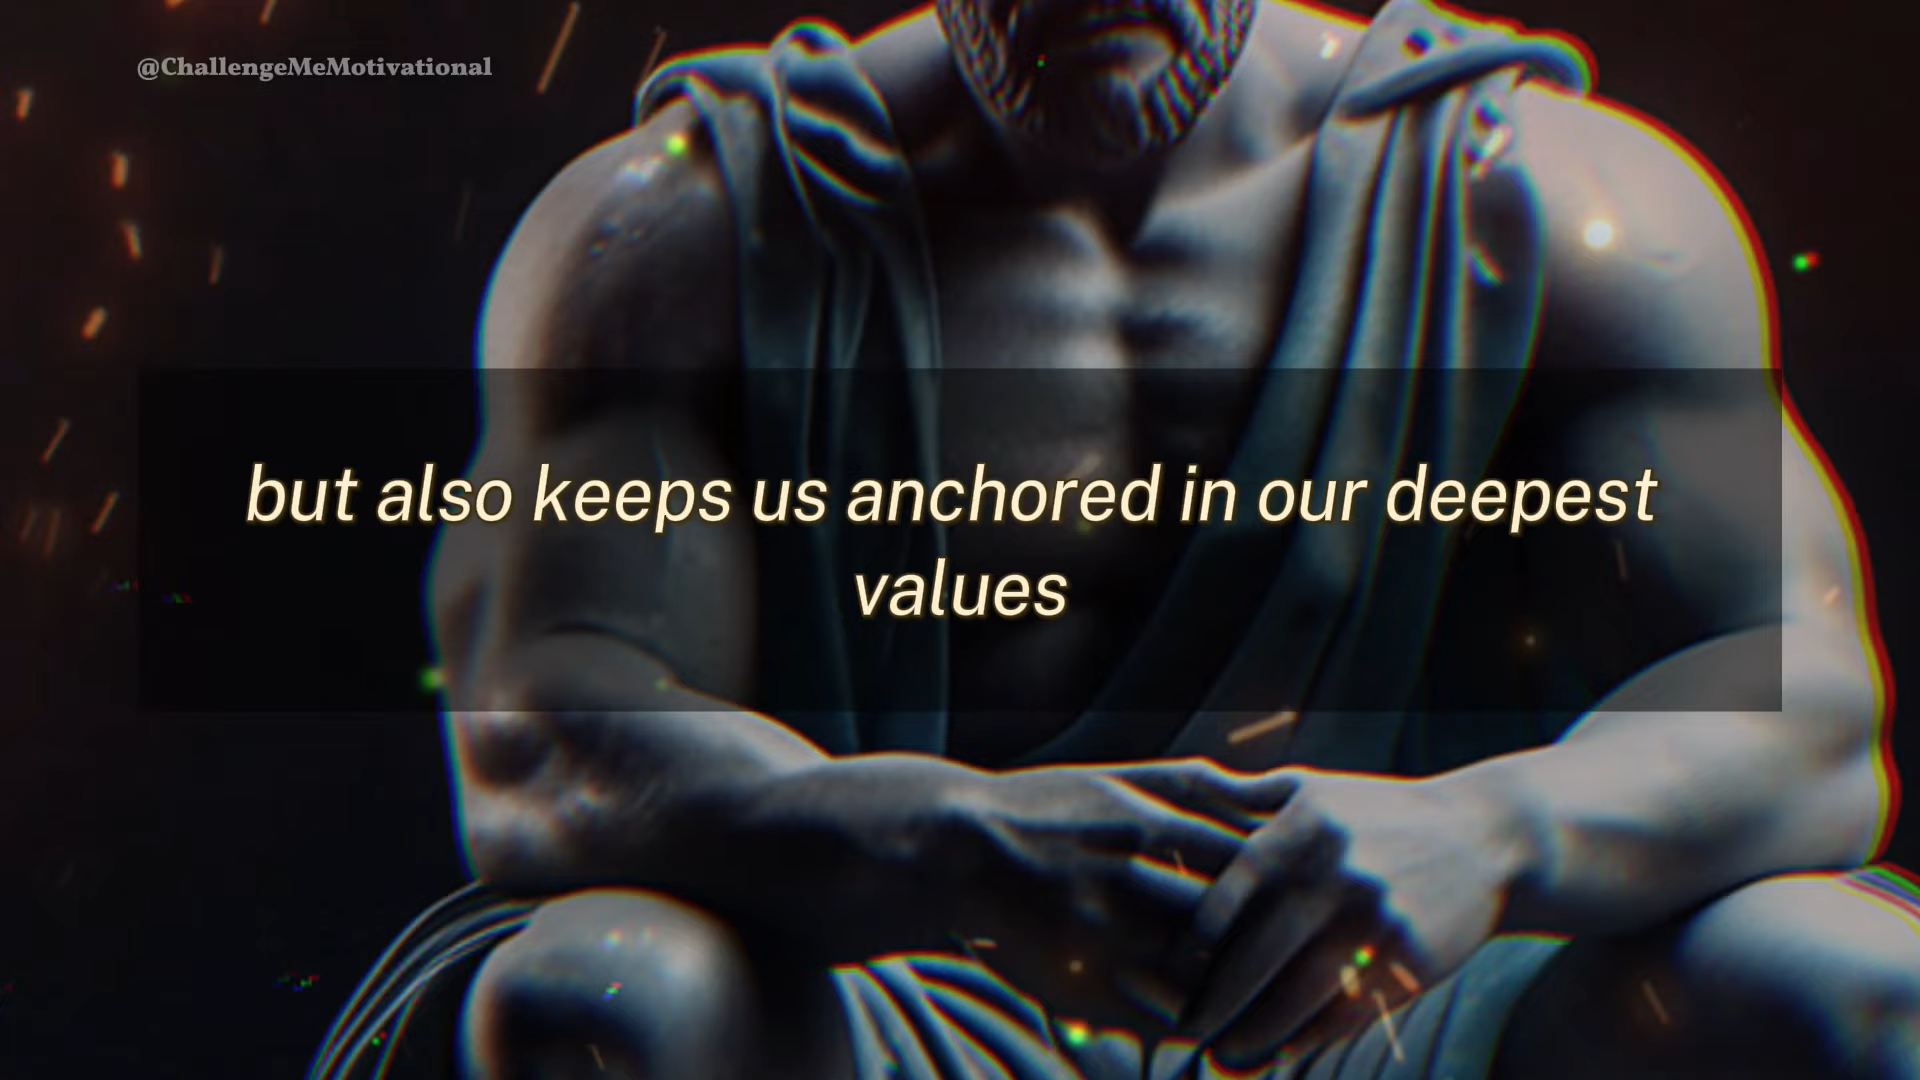 @ChallengeMeMotivational
but also keeps us anchored in our deepest
values